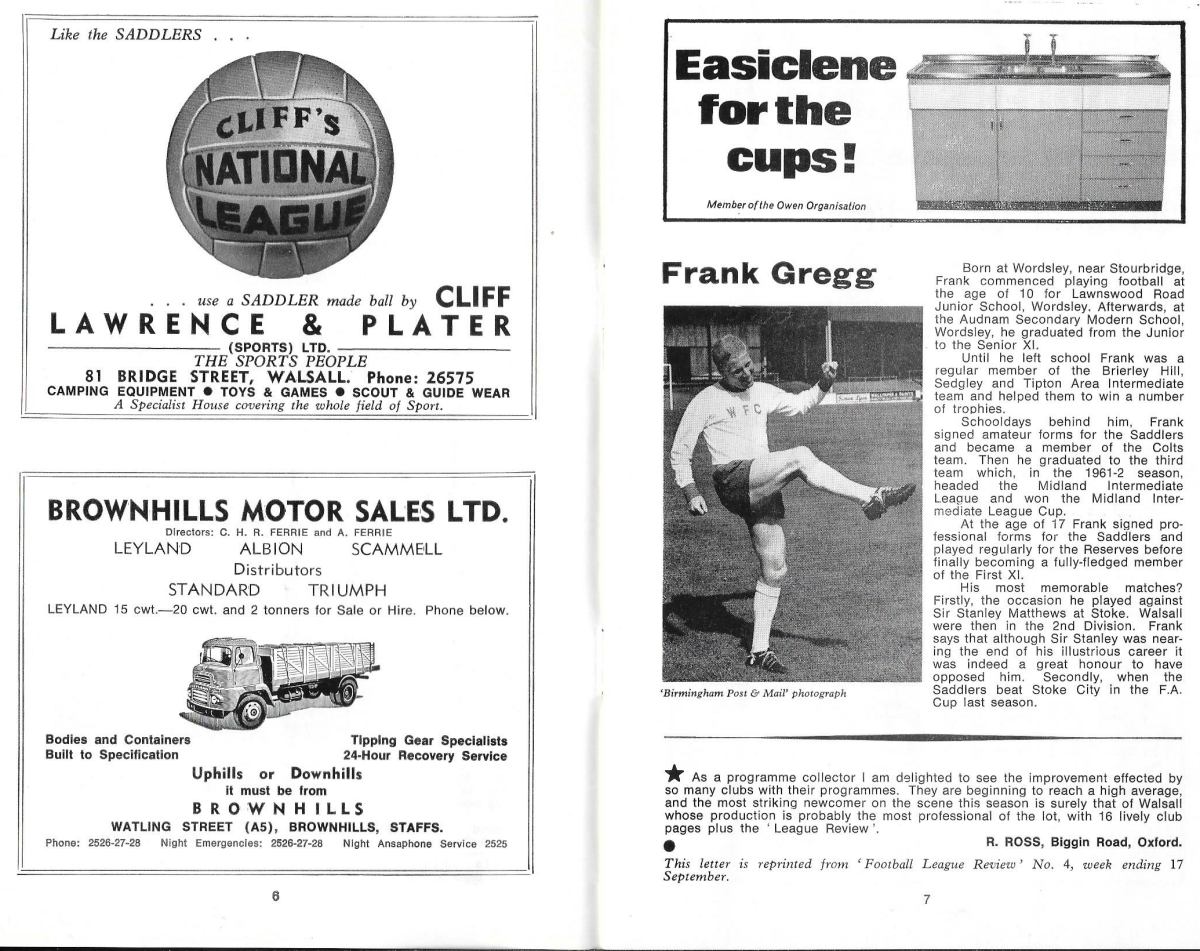 Like the SADDLERS . . .
CLIFF'S
NATIONAL
LEAGUE
. . . use a SADDLER made ball by CLIFF
LAWRENCE & PLATER
(SPORTS) LTD.
THE SPORTS PEOPLE
81 BRIDGE STREET, WALSALL. Phone: 26575
CAMPING EQUIPMENT ● TOYS & GAMES ● SCOUT & GUIDE WEAR
A Specialist House covering the whole field of Sport.
BROWNHILLS MOTOR SALES LTD.
Directors: C. H. R. FERRIE and A. FERRIE
LEYLAND ALBION SCAMMELL
Distributors
STANDARD TRIUMPH
LEYLAND 15 cwt.—20 cwt. and 2 tonners for Sale or Hire. Phone below.
Bodies and Containers
Built to Specification
Tipping Gear Specialists
24-Hour Recovery Service
Uphills or Downhills
it must be from
BROWNHILLS
WATLING STREET (A5), BROWNHILLS, STAFFS.
Phone: 2526-27-28 Night Emergencies: 2526-27-28 Night Ansaphone Service 2525
6
Easiclene
for the
cups!
Member of the Owen Organisation
Frank Gregg
WFC
'Birmingham Post & Mail' photograph
Born at Wordsley, near Stourbridge,
Frank commenced playing football at
the age of 10 for Lawnswood Road
Junior School, Wordsley. Afterwards, at
the Audnam Secondary Modern School,
Wordsley, he graduated from the Junior
to the Senior XI.
Until he left school Frank was a
regular member of the Brierley Hill,
Sedgley and Tipton Area Intermediate
team and helped them to win a number
of trophies.
Schooldays behind him, Frank
signed amateur forms for the Saddlers
and became a member of the Colts
team. Then he graduated to the third
team which, in the 1961-2 season,
headed the Midland Intermediate
League and won the Midland Inter-
mediate League Cup.
At the age of 17 Frank signed pro-
fessional forms for the Saddlers and
played regularly for the Reserves before
finally becoming a fully-fledged member
of the First XI.
His most memorable matches?
Firstly, the occasion he played against
Sir Stanley Matthews at Stoke. Walsall
were then in the 2nd Division. Frank
says that although Sir Stanley was near-
ing the end of his illustrious career it
was indeed a great honour to have
opposed him. Secondly, when the
Saddlers beat Stoke City in the F.A.
Cup last season.
★ As a programme collector I am delighted to see the improvement effected by
so many clubs with their programmes. They are beginning to reach a high average,
and the most striking newcomer on the scene this season is surely that of Walsall
whose production is probably the most professional of the lot, with 16 lively club
pages plus the 'League Review'.
● R. ROSS, Biggin Road, Oxford.
This letter is reprinted from 'Football League Review' No. 4, week ending 17
September.
7